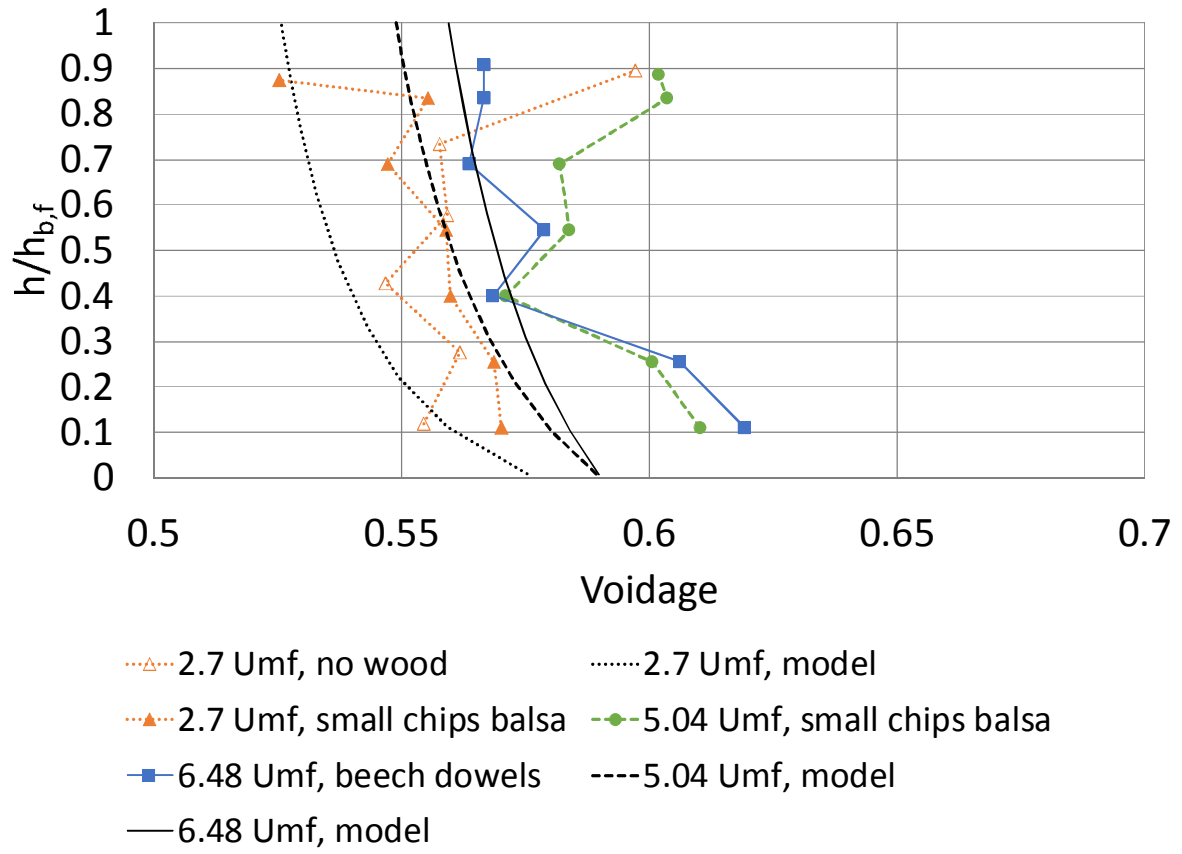 1
0.9
0.8
0.7
0.6
0.5
0.4
0.3
0.2
0.1
0
h/hb,f
0.5 0.55 0.6 0.65 0.7
Voidage
2.7 Umf, no wood 2.7 Umf, model
2.7 Umf, small chips balsa 5.04 Umf, small chips balsa
6.48 Umf, beech dowels 5.04 Umf, model
6.48 Umf, model